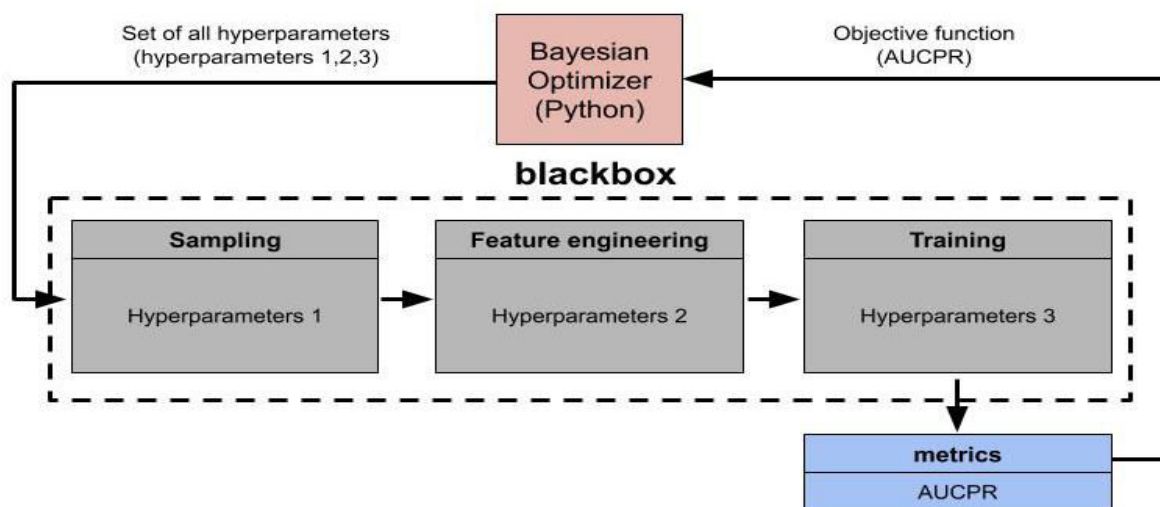 Set of all hyperparameters
(hyperparameters 1,2,3)
Bayesian
Optimizer
(Python)
Objective function
(AUCPR)
blackbox
Sampling
Hyperparameters 1
Feature engineering
Hyperparameters 2
Training
Hyperparameters 3
metrics
AUCPR